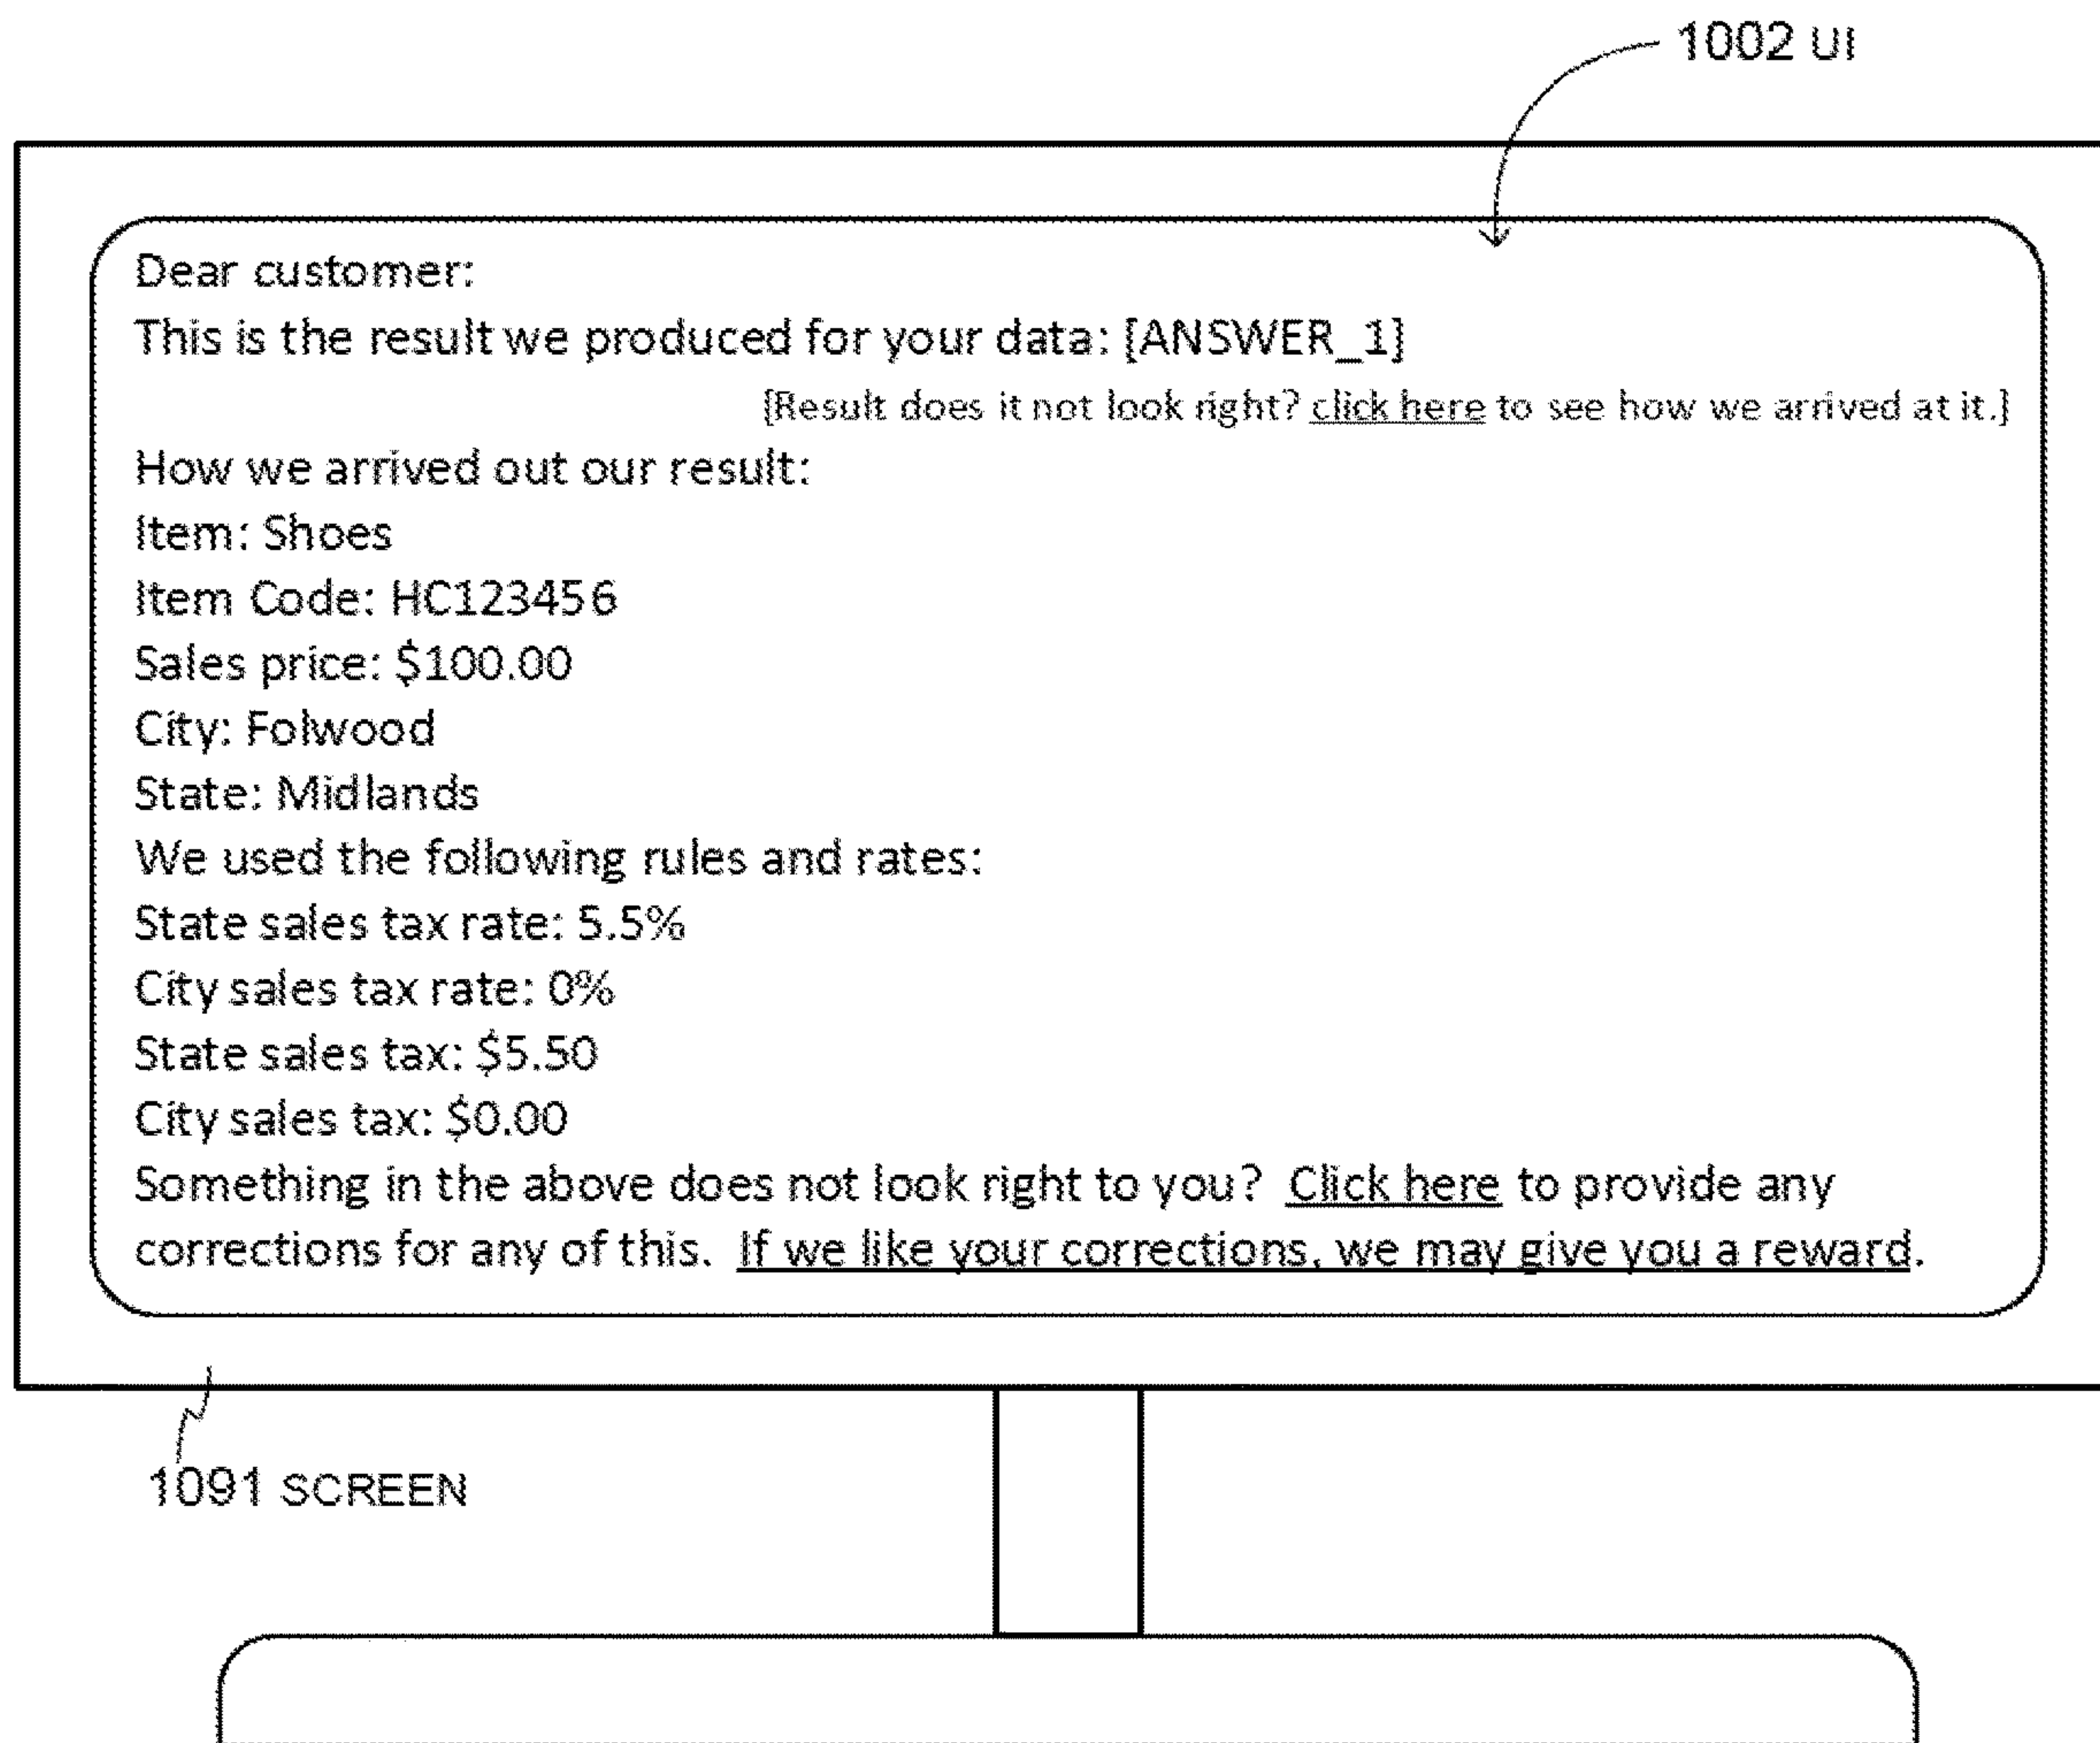 1002 UI
Dear customer:
This is the result we produced for your data: [ANSWER_1]
[Result does it not look right? click here to see how we arrived at it.]
How we arrived out our result:
Item: Shoes
Item Code: HC123456
Sales price: $100.00
City: Folwood
State: Midlands
We used the following rules and rates:
State sales tax rate: 5.5%
City sales tax rate: 0%
State sales tax: $5.50
City sales tax: $0.00
Something in the above does not look right to you? Click here to provide any
corrections for any of this. If we like your corrections, we may give you a reward.
1091 SCREEN